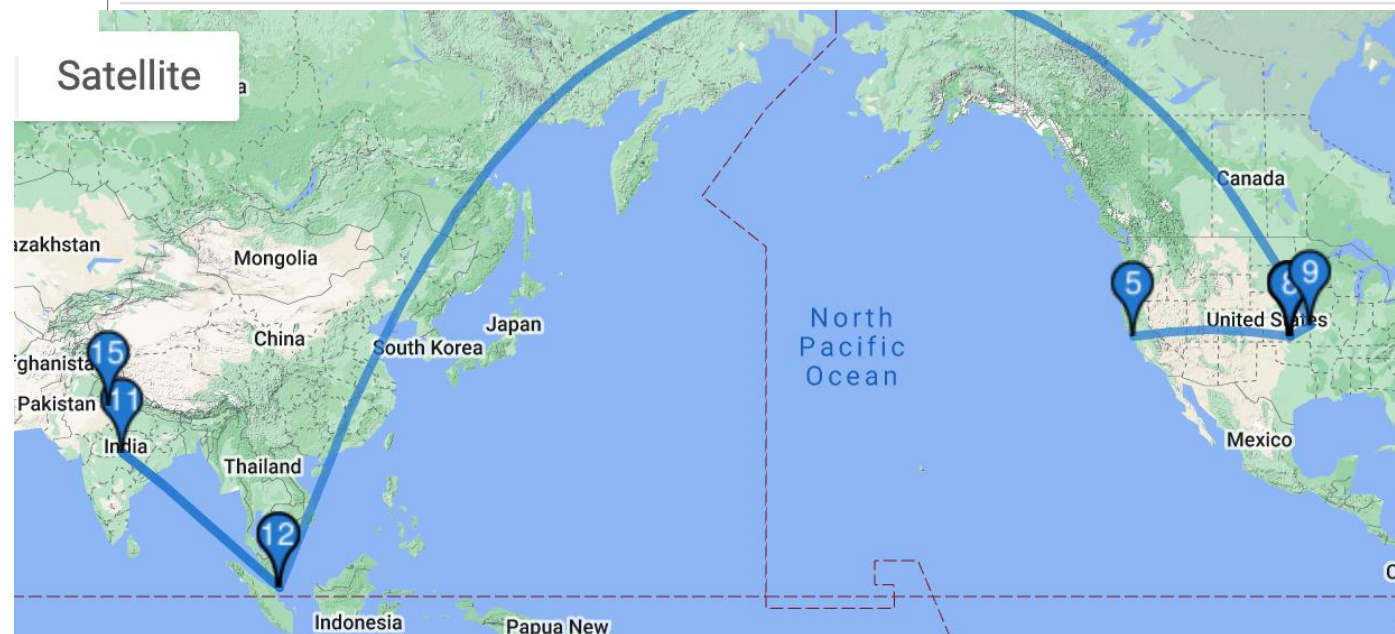 Satellite
a
Canada
azakhstan
Mongolia
5
8
9
North
Pacific
Ocean
United States
Japan
China
South Korea
fghanista
15
Pakistan
11
India
Thailand
Mexico
12
C
Indonesia
Papua New